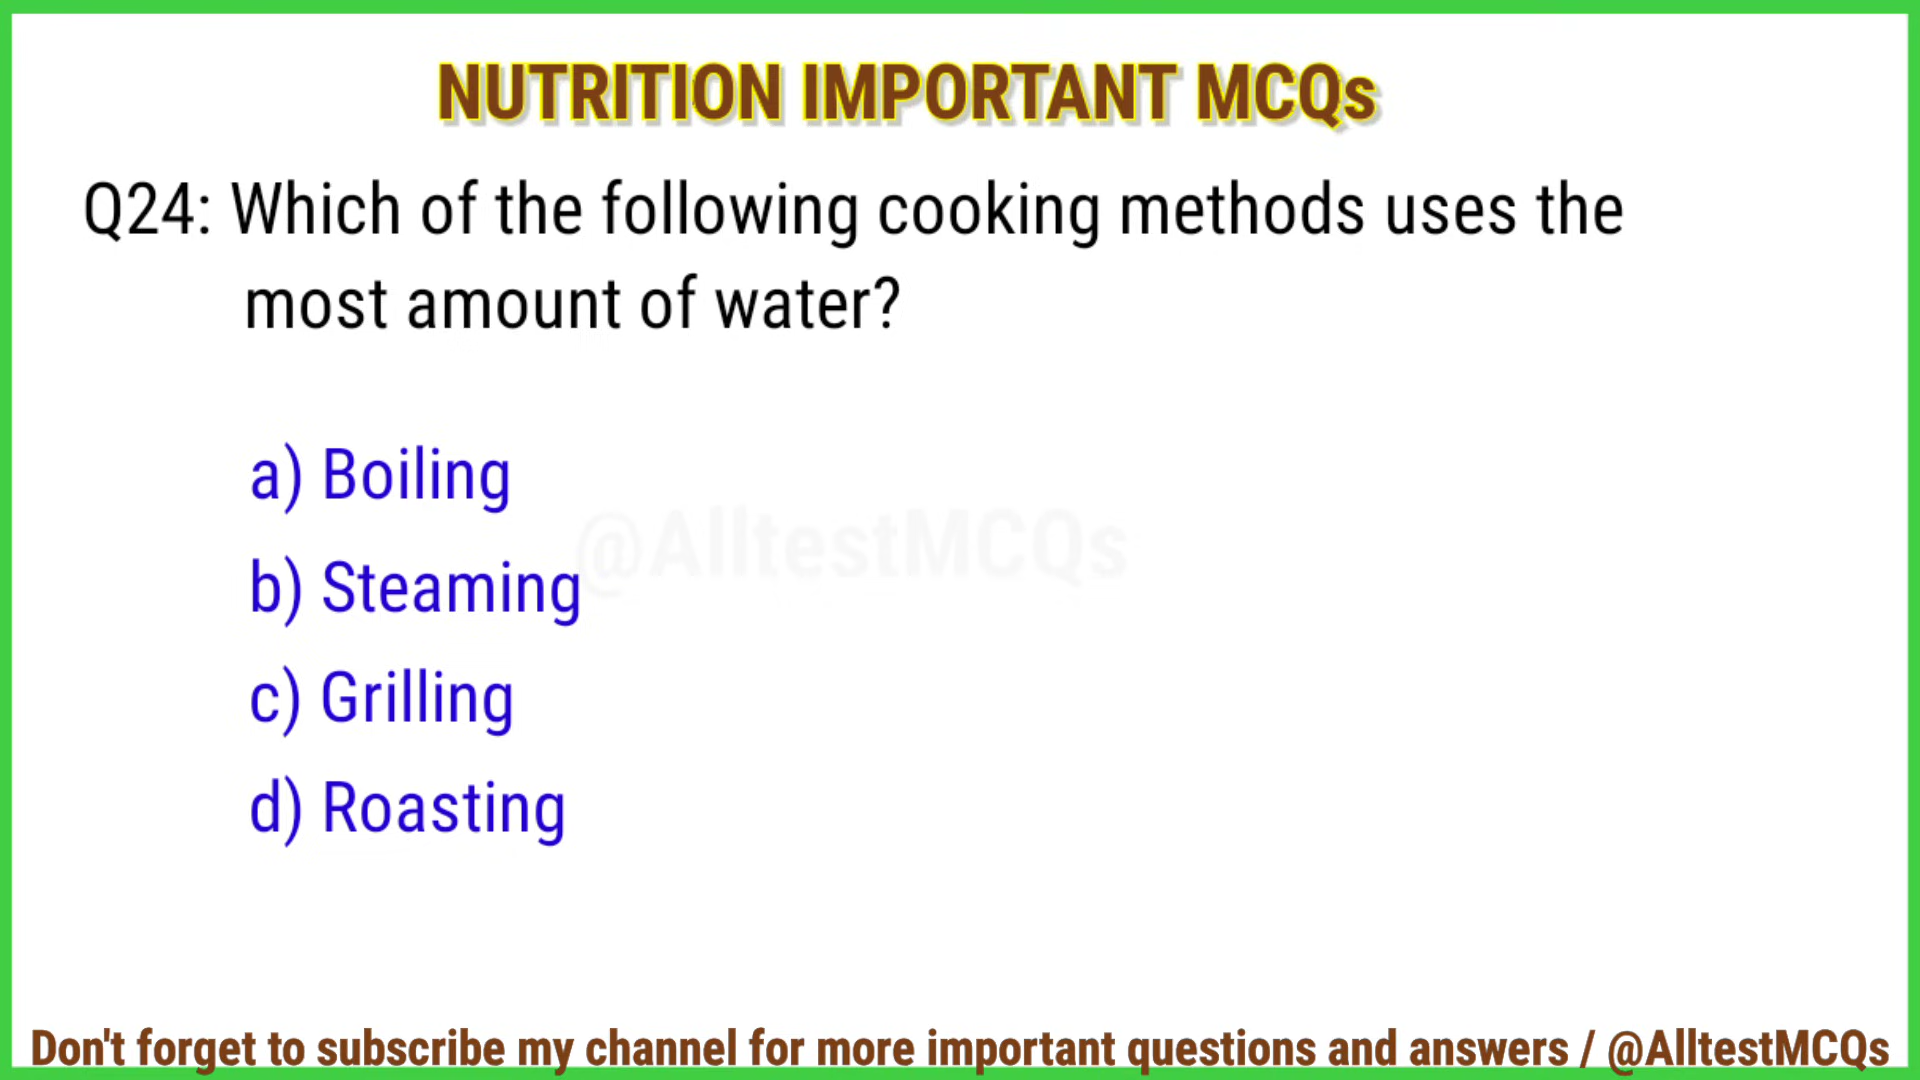 NUTRITION IMPORTANT MCQs
Q24: Which of the following cooking methods uses the
most amount of water?
a) Boiling
@AlltestMCQs
b) Steaming
c) Grilling
d) Roasting
Don't forget to subscribe my channel for more important questions and answers / @AlltestMCQs